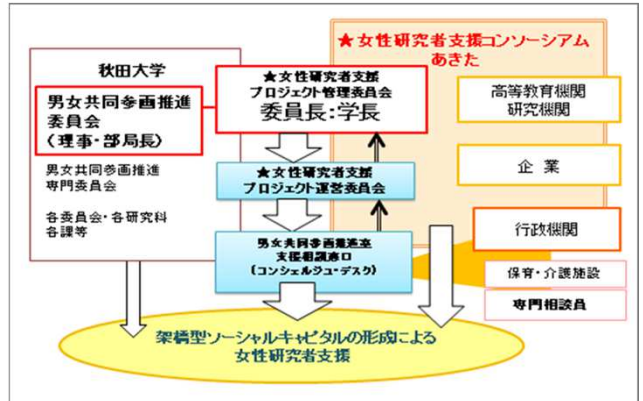 ★女性研究者支援コンソーシアム
あきた
秋田大学
男女共同参画推進
委員会
(理事・部局長)
男女共同参画推進
専門委員会
各委員会・各研究科
各課等
★女性研究者支援
プロジェクト管理委員会
委員長:学長
★女性研究者支援
プロジェクト運営委員会
男女共同参画推進室
支援相談窓口
(コンシェルジュ・デスク)
高等教育機関
研究機関
企業
行政機関
保育・介護施設
専門相談員
架橋型ソーシャルキャピタルの形成による
女性研究者支援